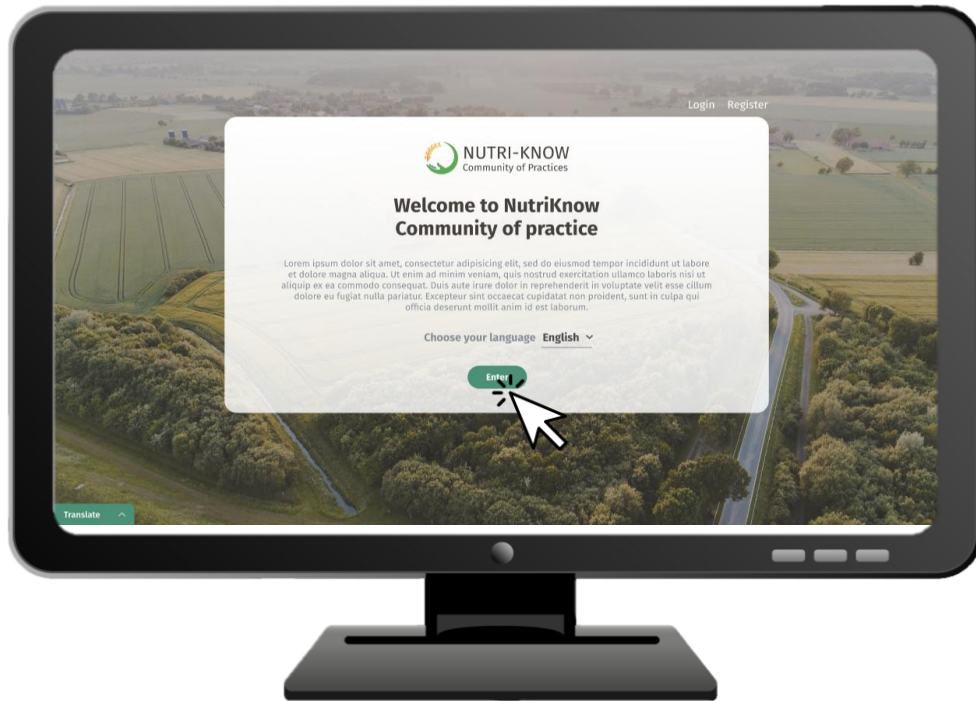 Login Register
NUTRI-KNOW
Community of Practices
Welcome to NutriKnow
Community of practice
Lorem ipsum dolor sit amet, consectetur adipisicing elit, sed do eiusmod tempor incididunt ut labore
et dolore magna aliqua. Ut enim ad minim veniam, quis nostrud exercitation ullamco laboris nisi ut
aliquip ex ea commodo consequat. Duis aute irure dolor in reprehenderit in voluptate velit esse cillum
dolore eu fugiat nulla pariatur. Excepteur sint occaecat cupidatat non proident, sunt in culpa qui
officia deserunt mollit anim id est laborum.
Choose your language English
Enter
Translate